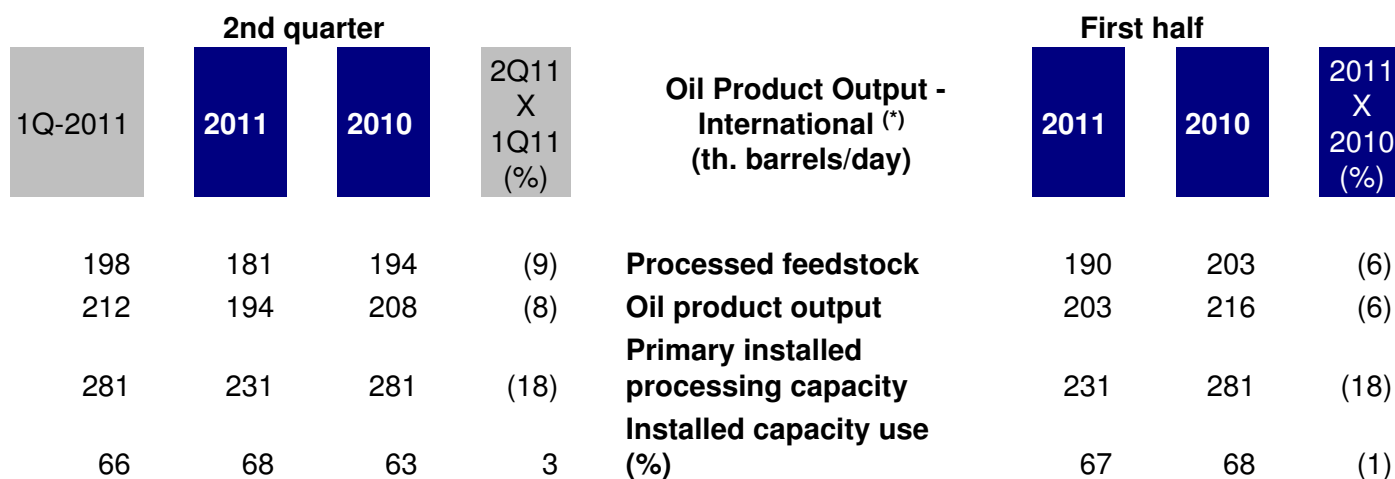 2nd quarter First half
1Q-2011 2011 2010 2Q11 X 1Q11 (%) Oil Product Output - International (*) (th. barrels/day) 2011 2010 2011 X 2010 (%)
198 181 194 (9) Processed feedstock 190 203 (6)
212 194 208 (8) Oil product output 203 216 (6)
Primary installed
281 231 281 (18) processing capacity 231 281 (18)
Installed capacity use
66 68 63 3 (%) 67 68 (1)